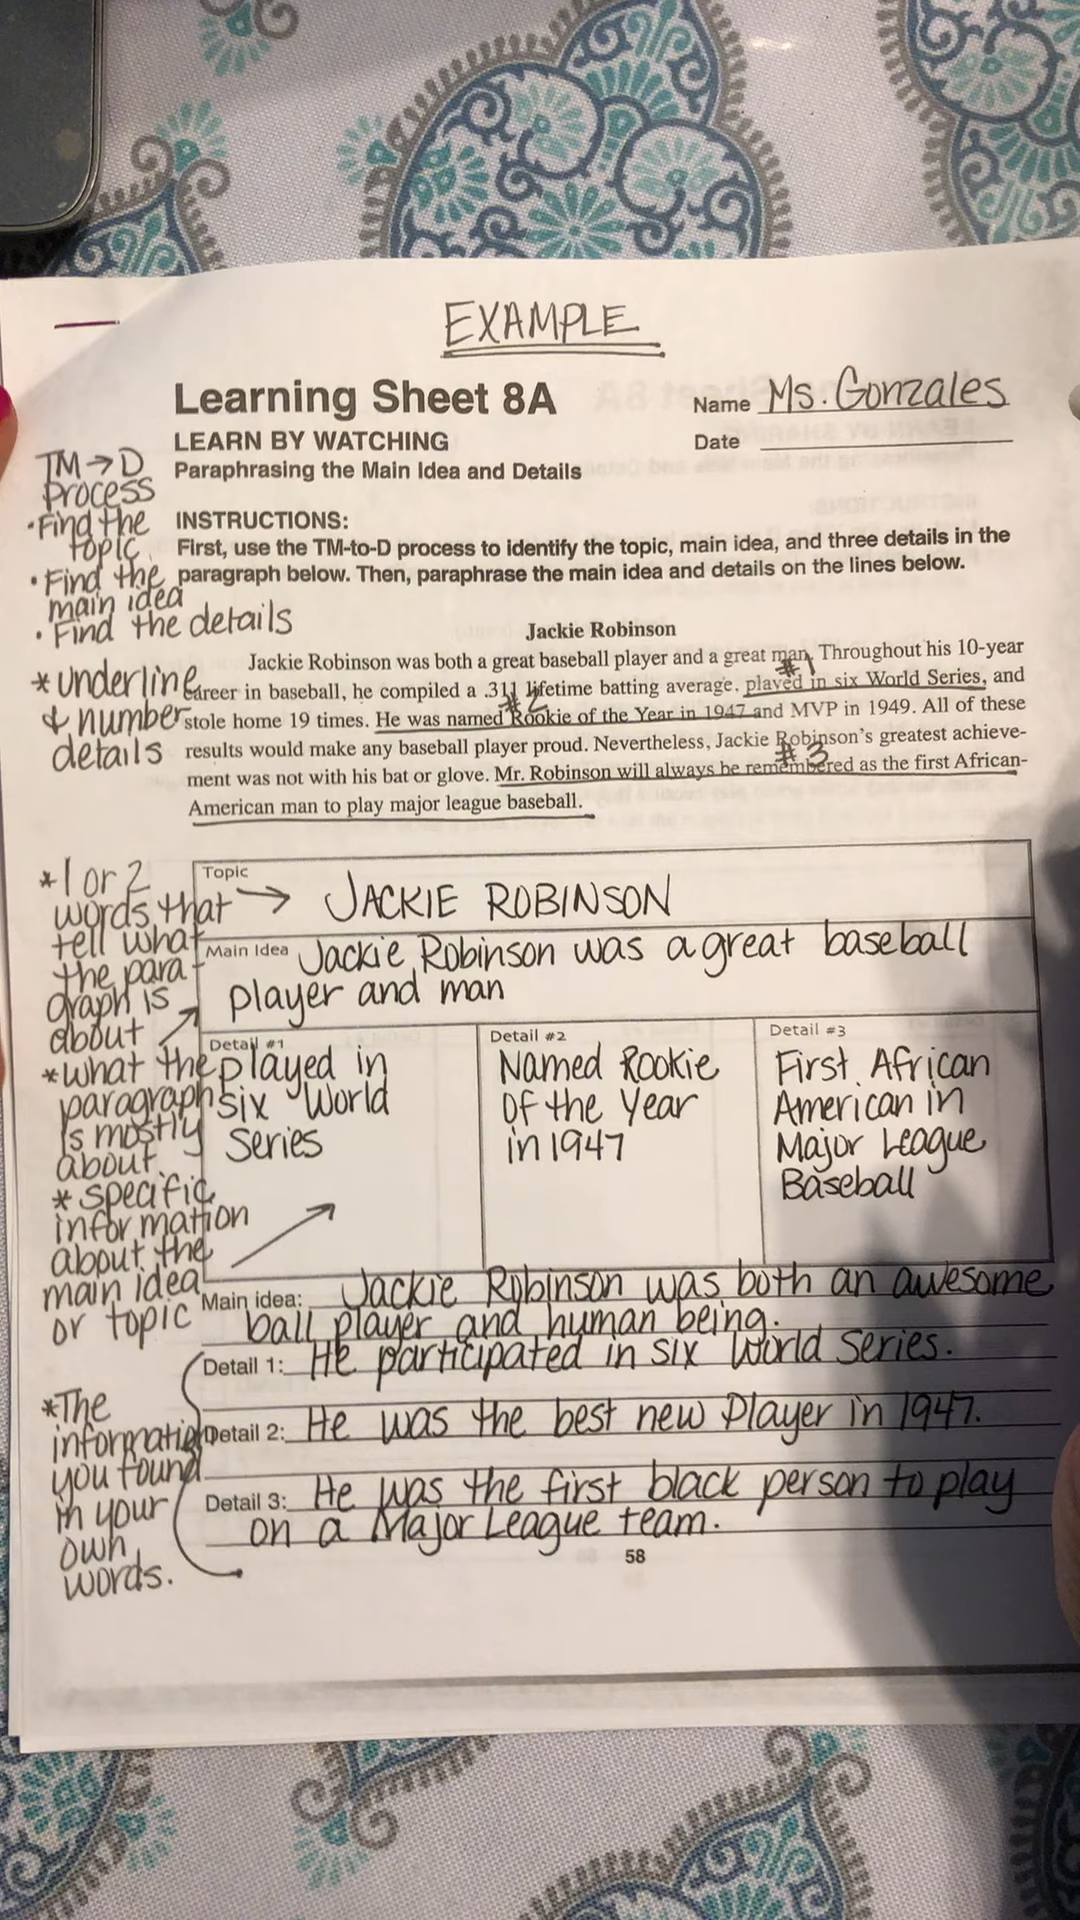 EXAMPLE
Learning Sheet 8A
Name Ms. Gonzales
LEARN BY WATCHING
Date
Paraphrasing the Main Idea and Details
TM → D
process
• Find the
topic
• Find the
main idea
• Find the details
INSTRUCTIONS:
First, use the TM-to-D process to identify the topic, main idea, and three details in the
paragraph below. Then, paraphrase the main idea and details on the lines below.
* underline
& number
details
Jackie Robinson
Jackie Robinson was both a great baseball player and a great man. Throughout his 10-year
#1
career in baseball, he compiled a .311 lifetime batting average, played in six World Series, and
#2
stole home 19 times. He was named Rookie of the Year in 1947 and MVP in 1949. All of these
results would make any baseball player proud. Nevertheless, Jackie Robinson's greatest achieve-
#3
ment was not with his bat or glove. Mr. Robinson will always be remembered as the first African-
American man to play major league baseball.
* 1 or 2
words that
tell what
the para-
graph is
about
* what the
paragraph
is mostly
about.
* specific
information
about the
main idea
or topic
Topic
→ JACKIE ROBINSON
Main Idea Jackie Robinson was a great baseball
player and man
Detail #1
played in
six World
Series
Detail #2
Named Rookie
Of the Year
in 1947
Detail #3
First African
American in
Major League
Baseball
Main idea: Jackie Robinson was both an awesome
ball player and human being.
Detail 1: He participated in six World Series.
Detail 2: He was the best new Player in 1947.
Detail 3: He was the first black person to play
on a Major League team.
* The
information
you found
in your
own
words.
58